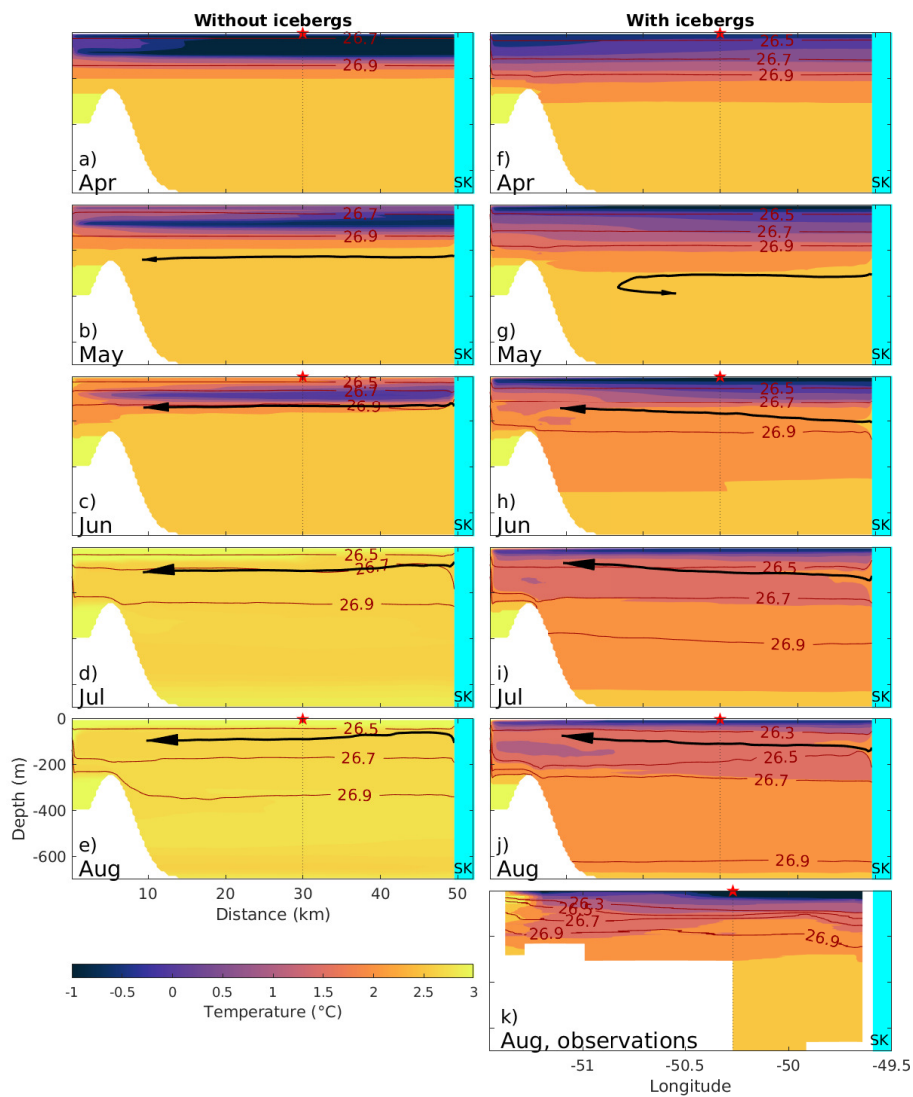 Without icebergs
With icebergs
26.7
26.9
a)
Apr
SK
26.5
26.7
26.9
f)
Apr
SK
26.7
26.9
b)
May
SK
26.5
26.7
26.9
g)
May
SK
26.5
26.7
26.9
c)
Jun
SK
26.5
26.7
26.9
h)
Jun
SK
26.5
26.7
26.9
d)
Jul
SK
26.5
26.7
26.9
i)
Jul
SK
0
-200
-400
-600
Depth (m)
26.5
26.7
26.9
e)
Aug
SK
10
20
30
40
50
Distance (km)
26.3
26.5
26.7
26.9
j)
Aug
SK
26.3
26.5
26.7
26.9
26.9
k)
Aug, observations
SK
-51
-50.5
-50
-49.5
Longitude
-1
-0.5
0
0.5
1
1.5
2
2.5
3
Temperature (°C)